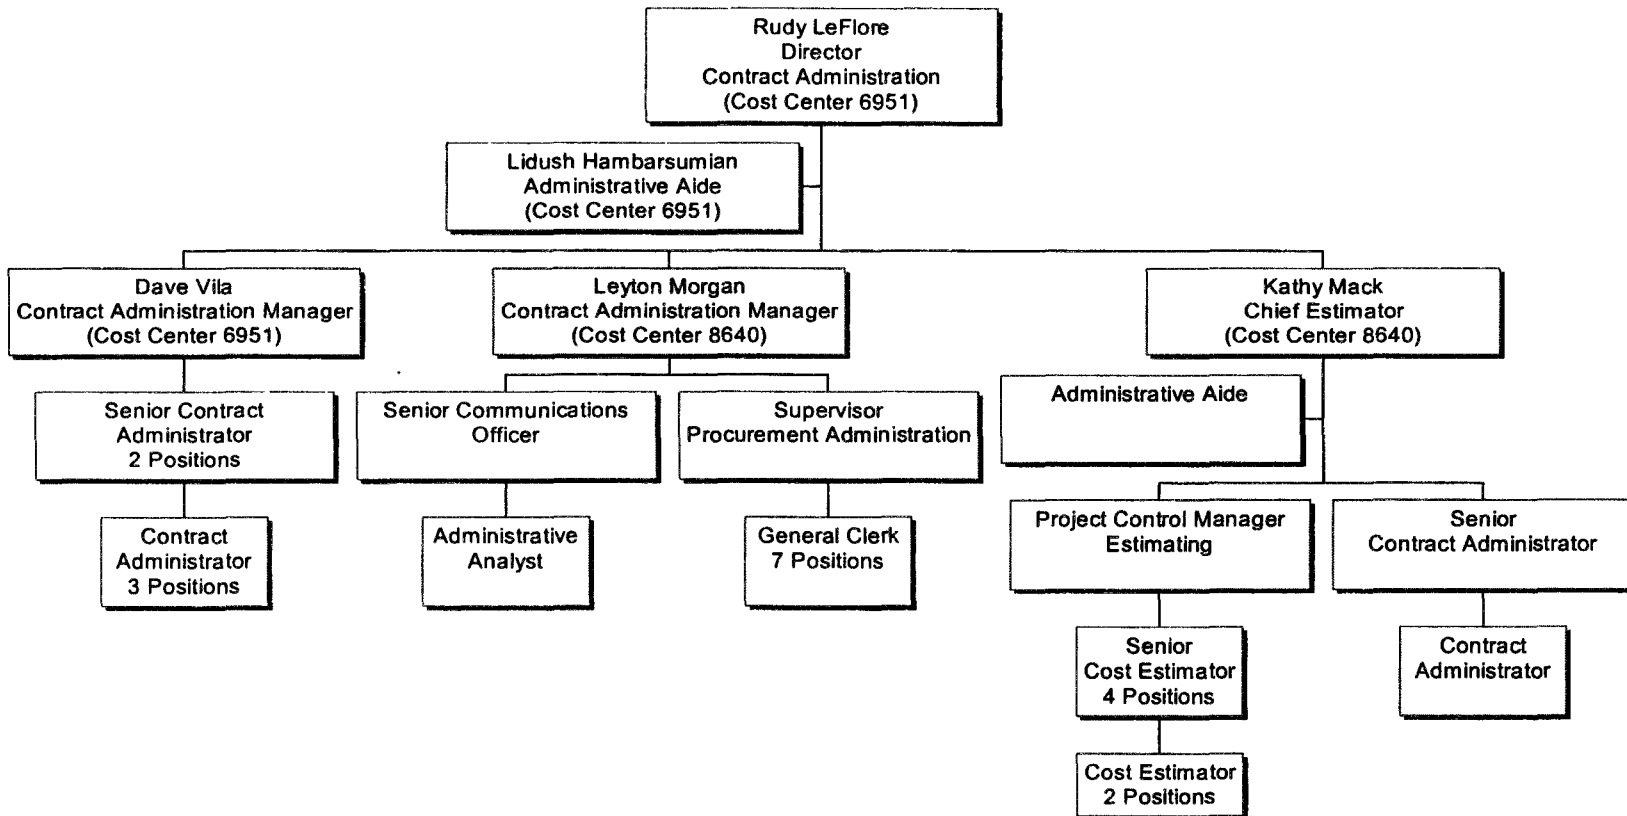 Rudy LeFlore
Director
Contract Administration
(Cost Center 6951)
Lidush Hambarsumian
Administrative Aide
(Cost Center 6951)
Dave Vila
Contract Administration Manager
(Cost Center 6951)
Leyton Morgan
Contract Administration Manager
(Cost Center 8640)
Kathy Mack
Chief Estimator
(Cost Center 8640)
Senior Contract
Administrator
2 Positions
Senior Communications
Officer
Supervisor
Procurement Administration
Administrative Aide
Contract
Administrator
3 Positions
Administrative
Analyst
General Clerk
7 Positions
Project Control Manager
Estimating
Senior
Contract Administrator
Senior
Cost Estimator
4 Positions
Contract
Administrator
Cost Estimator
2 Positions